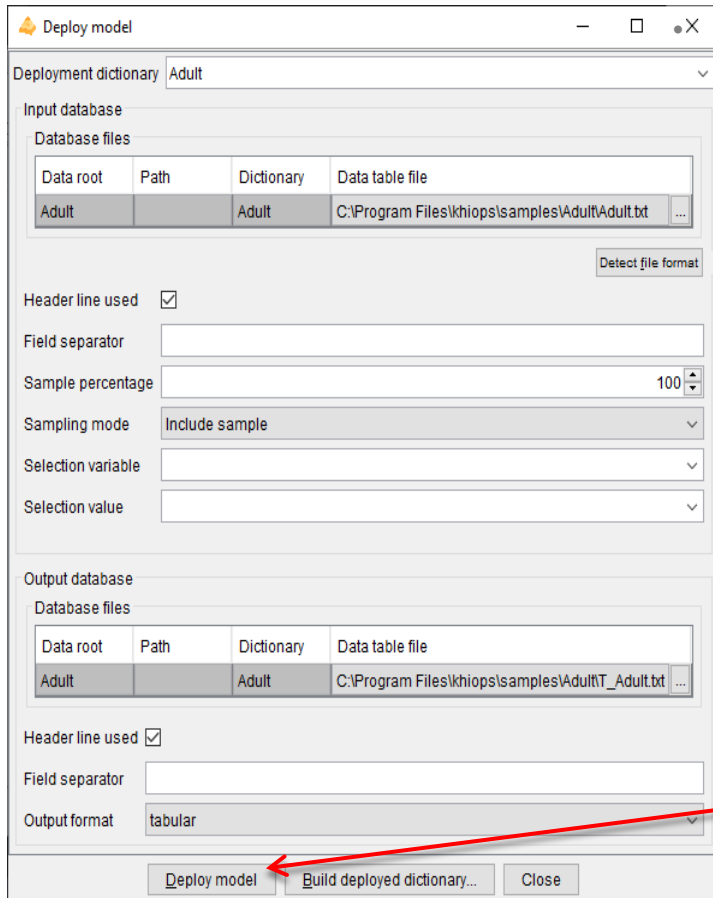 Deploy model
Deployment dictionary Adult
Input database
Database files
Data root Path Dictionary Data table file
Adult Adult C:\Program Files\khiops\samples\Adult\Adult.txt ...
Detect file format
Header line used
Field separator
Sample percentage 100
Sampling mode Include sample
Selection variable
Selection value
Output database
Database files
Data root Path Dictionary Data table file
Adult Adult C:\Program Files\khiops\samples\Adult\T_Adult.txt ...
Header line used
Field separator
Output format tabular
Deploy model Build deployed dictionary... Close